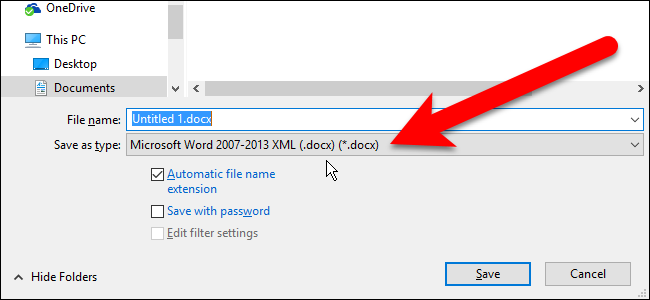 OneDrive
This PC
Desktop
Documents
File name: Untitled 1.docx
Save as type: Microsoft Word 2007-2013 XML (.docx) (*.docx)
Automatic file name
extension
Save with password
Edit filter settings
Hide Folders Save Cancel